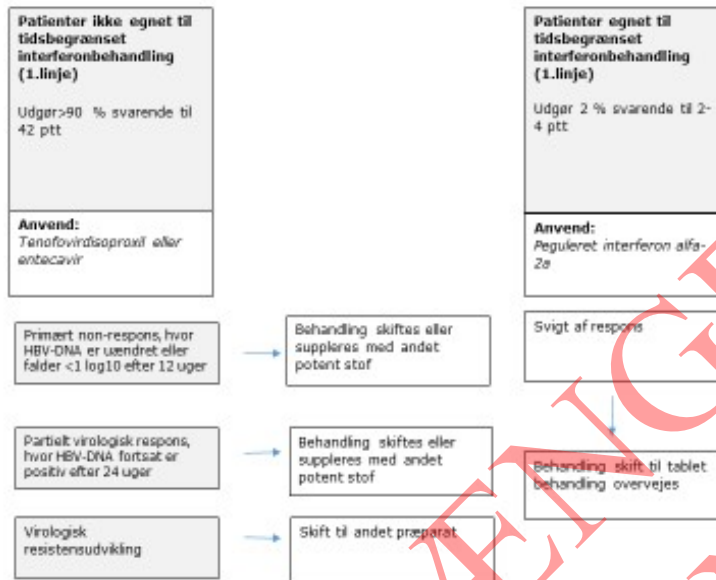 Patienter ikke egnet til
tidsbegrænset
interferonbehandling
(1.linje)
Udgør>90 % svarende til
42 ptt
Anvend:
Tenofovirdisoproxil eller
entecavir
Patienter egnet til
tidsbegrænset
interferonbehandling
(1.linje)
Udgør 2 % svarende til 2-
4 ptt
Anvend:
Peguleret interferon alfa-
2a
Primært non-respons, hvor
HBV-DNA er uændret eller
falder <1 log10 efter 12 uger
Behandling skiftes eller
suppleres med andet
potent stof
Svigt af respons
Partielt virologisk respons,
hvor HBV-DNA fortsat er
positiv efter 24 uger
Behandling skiftes eller
suppleres med andet
potent stof
Behandling skift til tablet
behandling overvejes
Virologisk
resistensudvikling
Skift til andet præparat
ÆNG